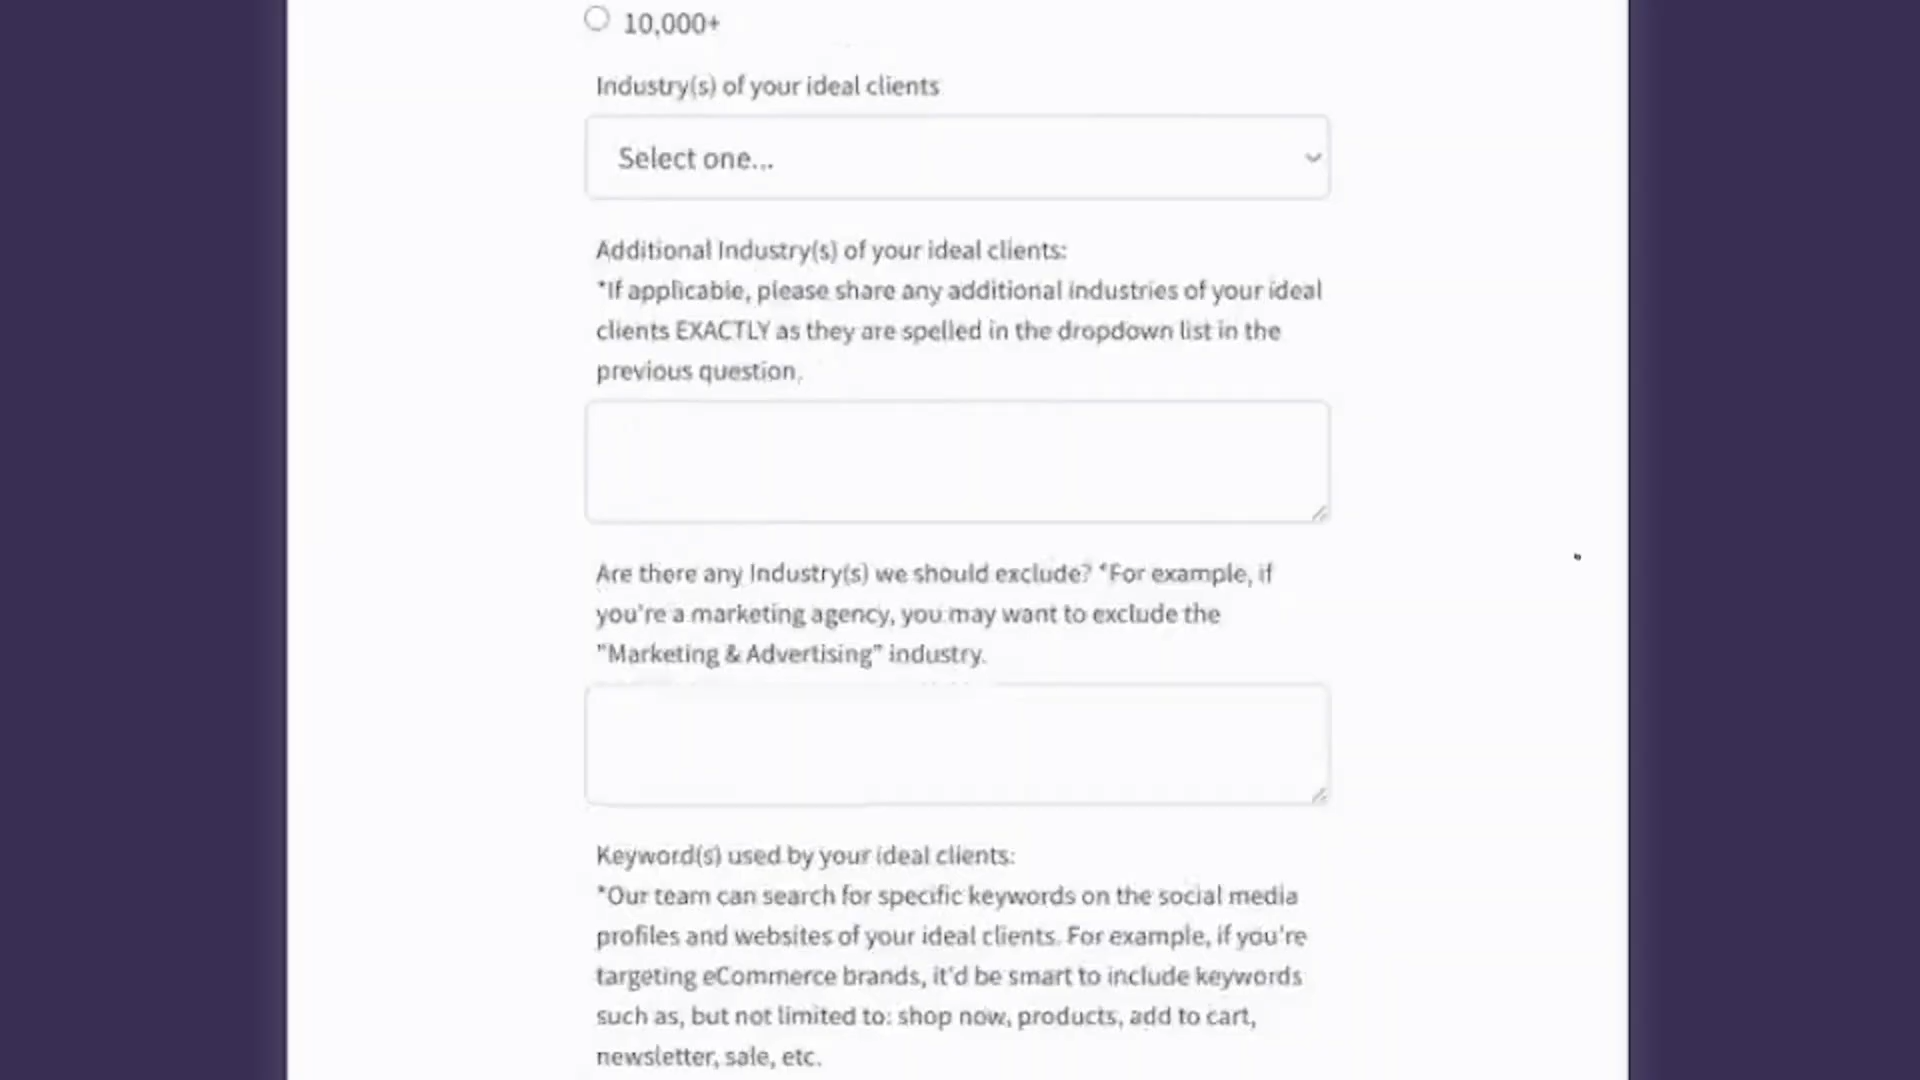 10,000+
Industry(s) of your ideal clients
Select one...
Additional Industry(s) of your ideal clients:
*If applicable, please share any additional industries of your ideal
clients EXACTLY as they are spelled in the dropdown list in the
previous question.
Are there any Industry(s) we should exclude? *For example, if
you're a marketing agency, you may want to exclude the
"Marketing & Advertising" industry.
Keyword(s) used by your ideal clients:
*Our team can search for specific keywords on the social media
profiles and websites of your ideal clients. For example, if you're
targeting eCommerce brands, it'd be smart to include keywords
such as, but not limited to: shop now, products, add to cart,
newsletter, sale, etc.